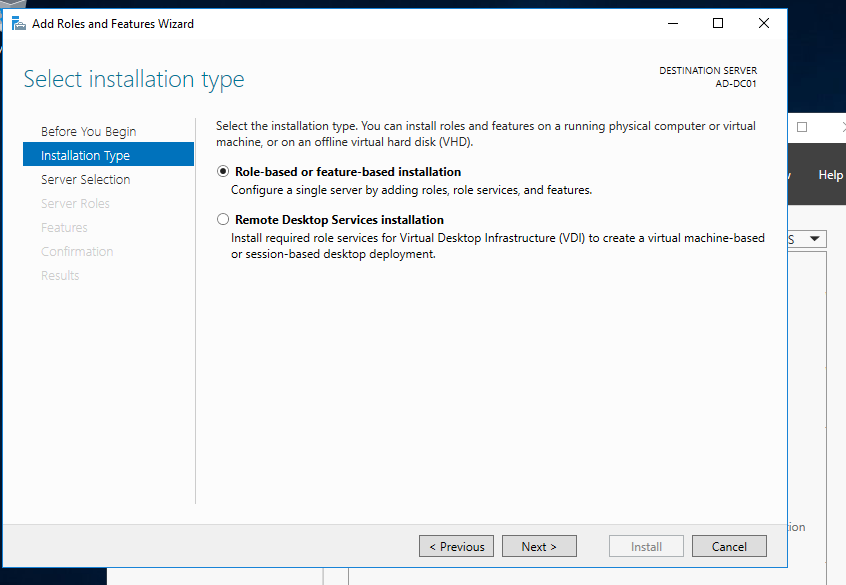 Add Roles and Features Wizard
Select installation type
DESTINATION SERVER
AD-DC01
Before You Begin
Installation Type
Server Selection
Server Roles
Features
Confirmation
Results
Select the installation type. You can install roles and features on a running physical computer or virtual
machine, or on an offline virtual hard disk (VHD).
Role-based or feature-based installation
Configure a single server by adding roles, role services, and features.
Remote Desktop Services installation
Install required role services for Virtual Desktop Infrastructure (VDI) to create a virtual machine-based
or session-based desktop deployment.
< Previous
Next >
Install
Cancel
Help